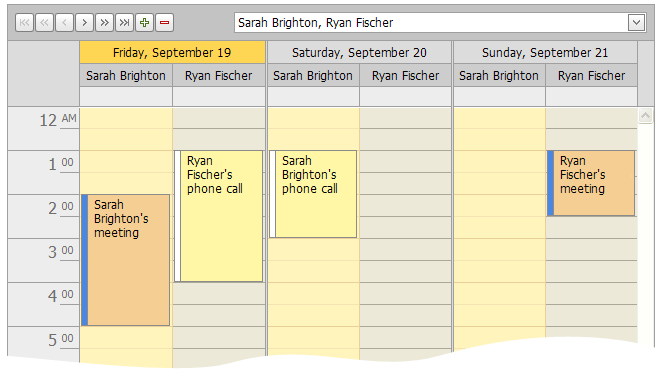 Sarah Brighton, Ryan Fischer
Friday, September 19 Saturday, September 20 Sunday, September 21
Sarah Brighton Ryan Fischer Sarah Brighton Ryan Fischer Sarah Brighton Ryan Fischer
12 AM
1 00
2 00
3 00
4 00
5 00
Sarah
Brighton's
meeting
Ryan
Fischer's
phone call
Sarah
Brighton's
phone call
Ryan
Fischer's
meeting